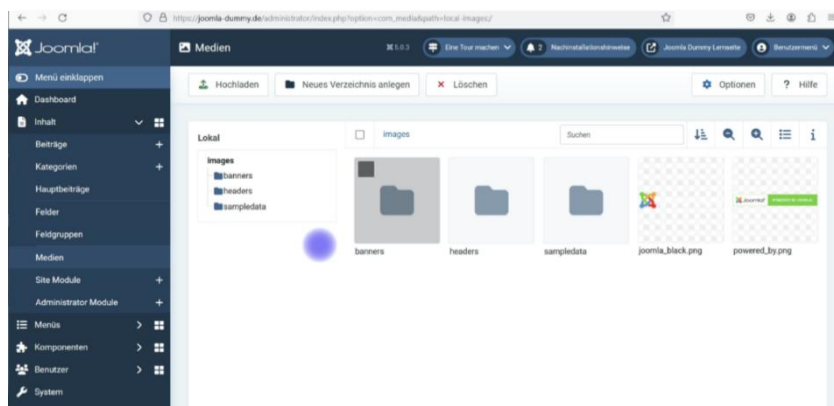 https://joomla-dummy.de/administrator/index.php?option=com_media&path=local-images:/
Joomla!
Medien
5.0.3
Eine Tour machen
2 Nachinstallationshinweise
Joomla Dummy Lernseite
Benutzermenü
Menü einklappen
Hochladen
Neues Verzeichnis anlegen
Löschen
Optionen
? Hilfe
Dashboard
Inhalt
Beiträge
Kategorien
Hauptbeiträge
Felder
Feldgruppen
Medien
Site Module
Administrator Module
Menüs
Komponenten
Benutzer
System
Lokal
images
banners
headers
sampledata
images
Suchen
banners
headers
sampledata
joomla_black.png
powered_by.png
Joomla!